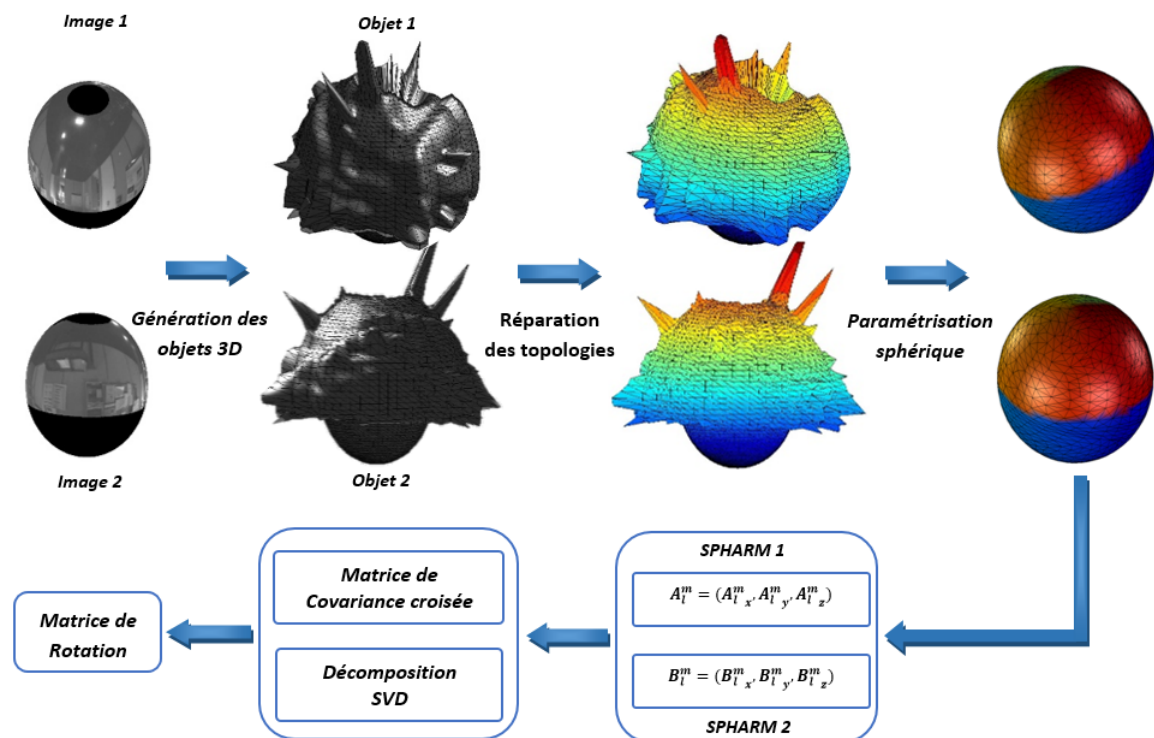 Image 1
Objet 1
Génération des
objets 3D
Réparation
des topologies
Paramétrisation
sphérique
Image 2
Objet 2
SPHARM 1
Matrice de
Covariance croisée
A_l^m = (A_l^m_x, A_l^m_y, A_l^m_z)
Matrice de
Rotation
Décomposition
SVD
B_l^m = (B_l^m_x, B_l^m_y, B_l^m_z)
SPHARM 2